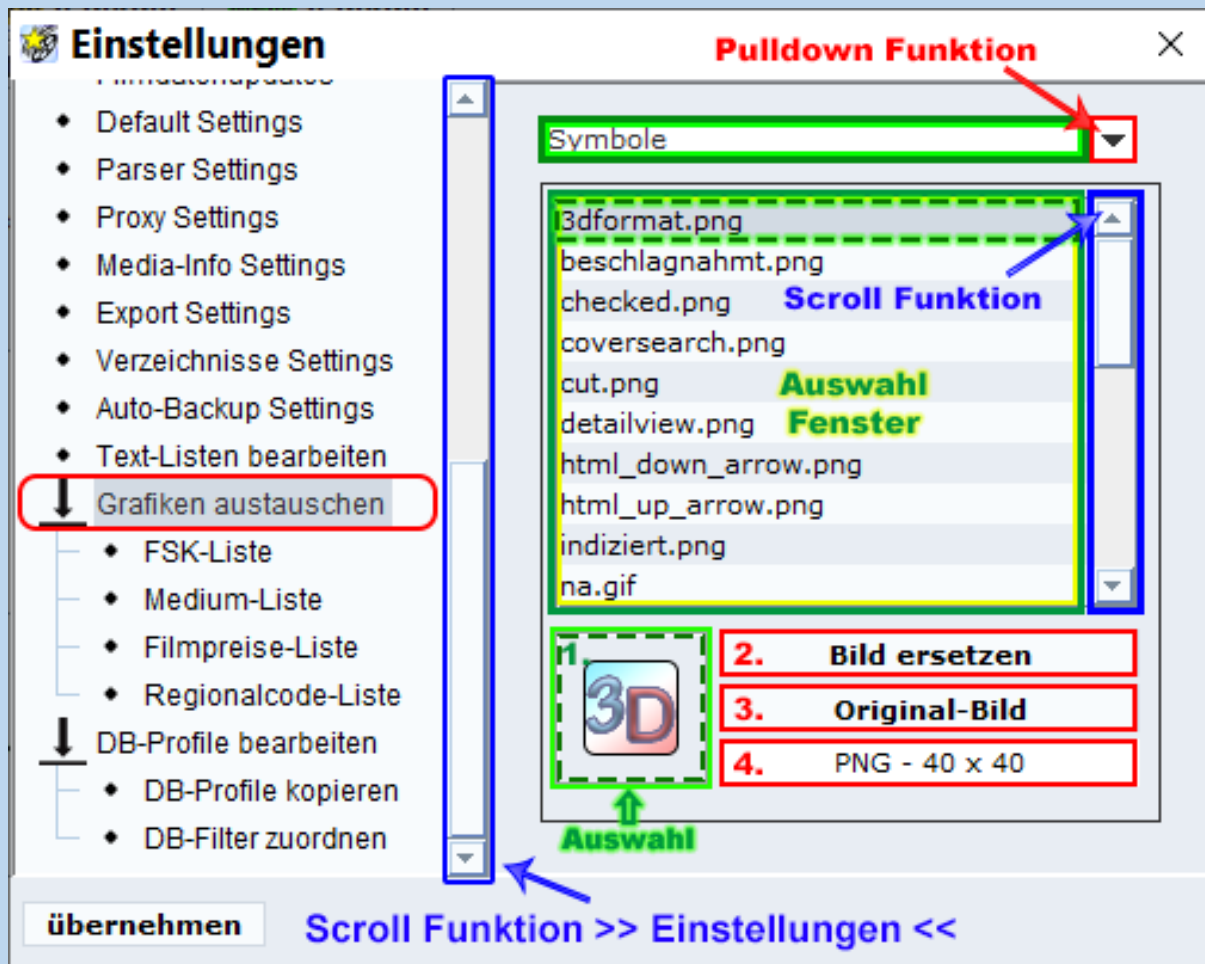 Einstellungen
Pulldown Funktion
Default Settings
Parser Settings
Proxy Settings
Media-Info Settings
Export Settings
Verzeichnisse Settings
Auto-Backup Settings
Text-Listen bearbeiten
Grafiken austauschen
FSK-Liste
Medium-Liste
Filmpreise-Liste
Regionalcode-Liste
DB-Profile bearbeiten
DB-Profile kopieren
DB-Filter zuordnen
Symbole
3dformat.png
beschlagnahmt.png
checked.png
Scroll Funktion
coversearch.png
cut.png
Auswahl
detailview.png
Fenster
html_down_arrow.png
html_up_arrow.png
indiziert.png
na.gif
1.
3D
2. Bild ersetzen
3. Original-Bild
4. PNG - 40 x 40
Auswahl
übernehmen
Scroll Funktion >> Einstellungen <<